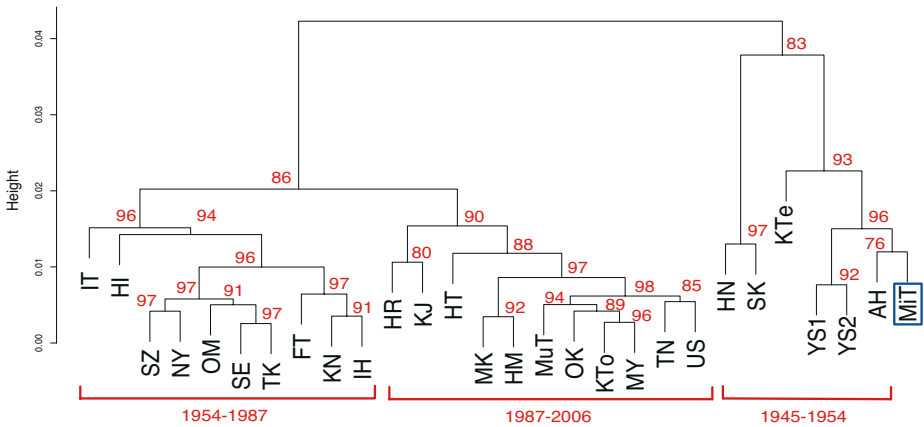 83
0.04
0.03
Height
0.02
0.01
0.00
86
93
96
94
90
96
88
97
80
76
96
97
97
92
97
91
98
85
97
92
94
89
96
97
91
IT
HI
SZ
NY
OM
SE
TK
FT
KN
IH
HR
KJ
HT
MK
HM
MuT
OK
KTo
MY
TN
US
HN
SK
KTe
YS1
YS2
AH
MiT
1954-1987
1987-2006
1945-1954